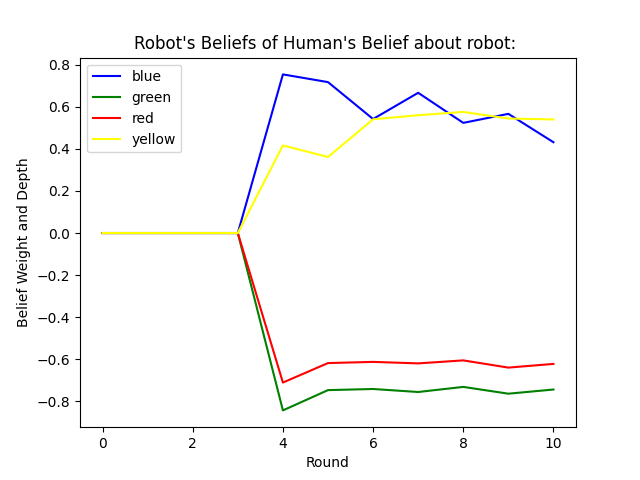 Robot's Beliefs of Human's Belief about robot:
blue
green
red
yellow
0.8
0.6
0.4
0.2
0.0
−0.2
−0.4
−0.6
−0.8
Belief Weight and Depth
0 2 4 6 8 10
Round